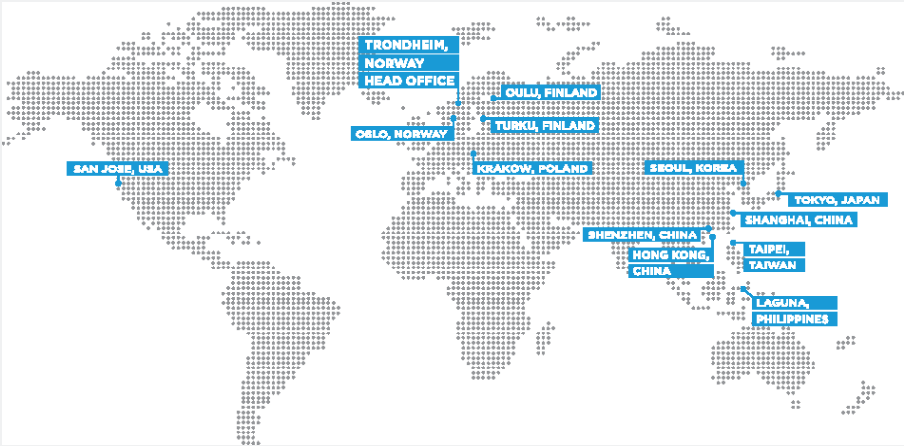 TRONDHEIM,
NORWAY
HEAD OFFICE
OULU, FINLAND
TURKU, FINLAND
OSLO, NORWAY
KRAKOW, POLAND
SAN JOSE, USA
SEOUL, KOREA
TOKYO, JAPAN
SHANGHAI, CHINA
SHENZHEN, CHINA
HONG KONG,
CHINA
TAIPEI,
TAIWAN
LAGUNA,
PHILIPPINES